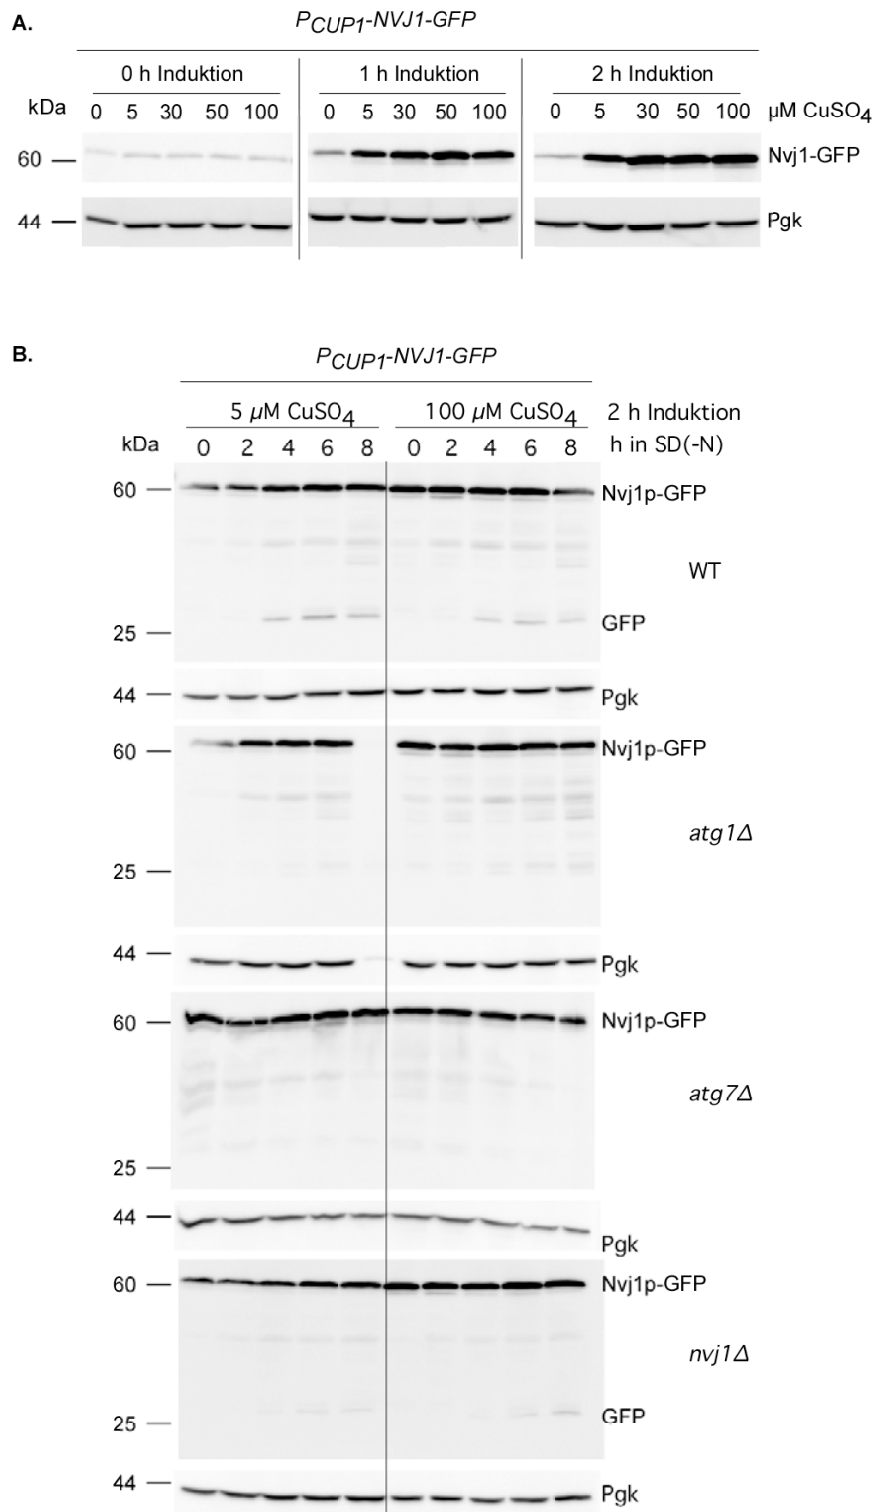 A.
PCUP1-NVJ1-GFP
0 h Induktion 1 h Induktion 2 h Induktion
kDa 0 5 30 50 100 0 5 30 50 100 0 5 30 50 100 µM CuSO4
60 Nvj1-GFP
44 Pgk
B.
PCUP1-NVJ1-GFP
5 µM CuSO4 100 µM CuSO4 2 h Induktion
kDa 0 2 4 6 8 0 2 4 6 8 h in SD(-N)
60 Nvj1p-GFP
WT
GFP
25
44 Pgk
60 Nvj1p-GFP
atg1Δ
25
44 Pgk
60 Nvj1p-GFP
atg7Δ
25
44 Pgk
60 Nvj1p-GFP
nvj1Δ
25 GFP
44 Pgk